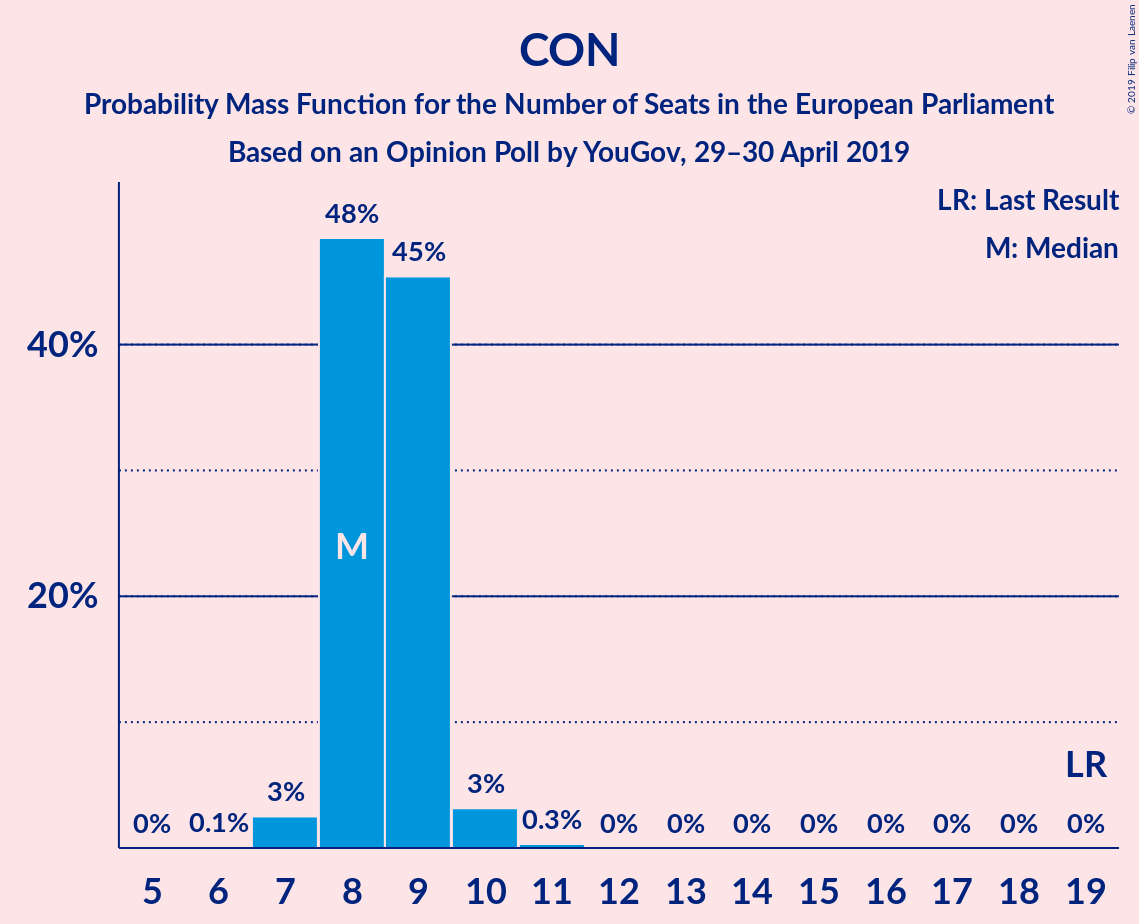 CON
Probability Mass Function for the Number of Seats in the European Parliament
Based on an Opinion Poll by YouGov, 29–30 April 2019
© 2019 Filip van Laenen
LR: Last Result
M: Median
48%
45%
40%
M
20%
LR
0% 0.1% 3% 3% 0.3% 0% 0% 0% 0% 0% 0% 0% 0%
5 6 7 8 9 10 11 12 13 14 15 16 17 18 19